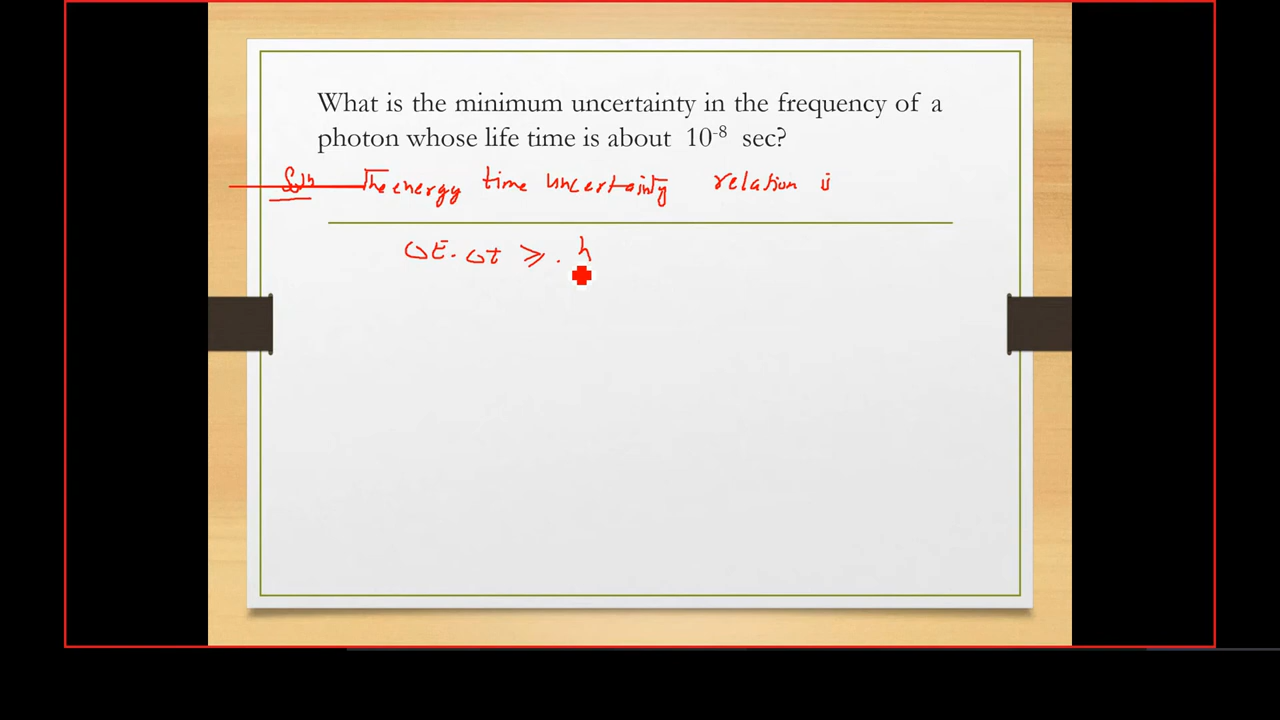 What is the minimum uncertainty in the frequency of a
photon whose life time is about 10⁻⁸ sec?
Soln The energy time uncertainty relation is
ΔE. Δt ≥. h